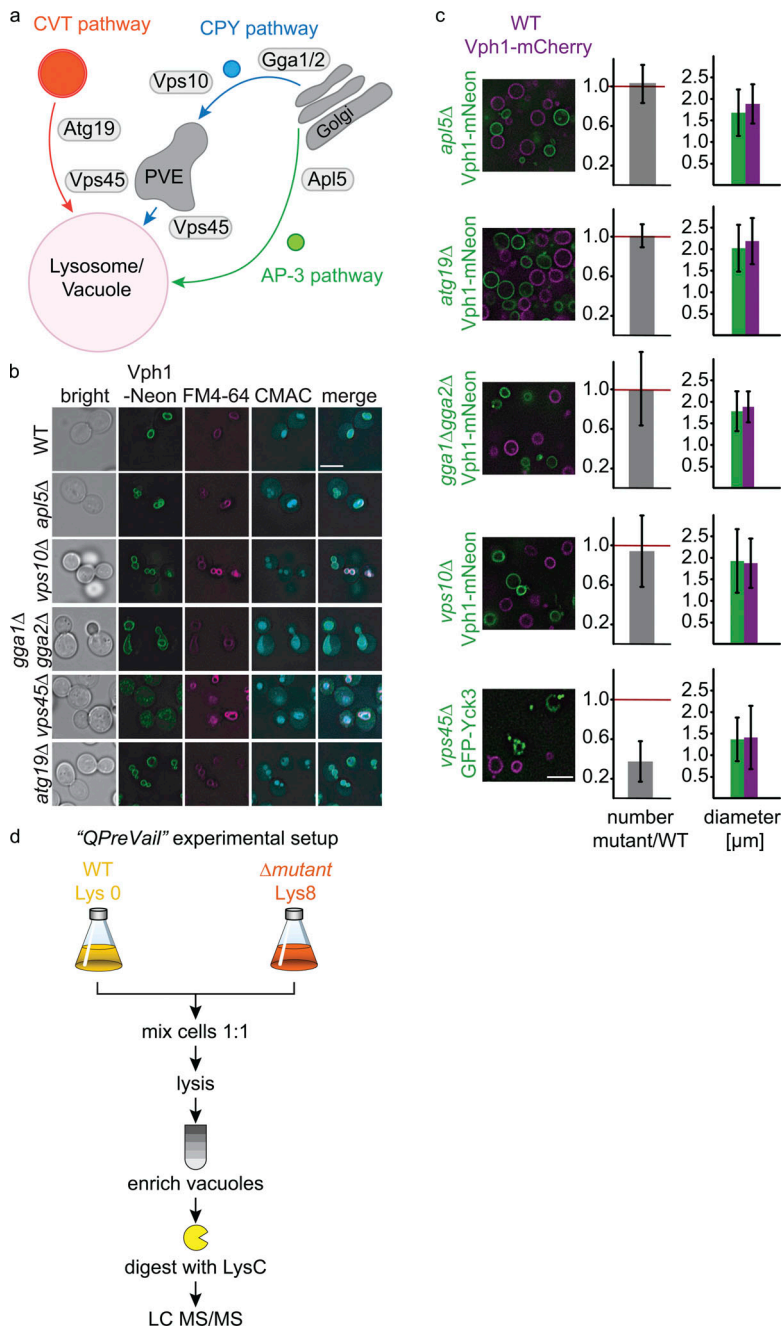 a
CVT pathway
CPY pathway
Gga1/2
Vps10
Golgi
Atg19
Vps45
PVE
Apl5
Vps45
Lysosome/
Vacuole
AP-3 pathway
b
Vph1
bright -Neon FM4-64 CMAC merge
WT
apl5Δ
vps10Δ
gga1Δ
gga2Δ
vps45Δ
atg19Δ
c
WT
Vph1-mCherry
apl5Δ
Vph1-mNeon
1.0
0.6
0.2
2.5
2.0
1.5
1.0
0.5
atg19Δ
Vph1-mNeon
1.0
0.6
0.2
2.5
2.0
1.5
1.0
0.5
gga1Δgga2Δ
Vph1-mNeon
1.0
0.6
0.2
2.5
2.0
1.5
1.0
0.5
vps10Δ
Vph1-mNeon
1.0
0.6
0.2
2.5
2.0
1.5
1.0
0.5
vps45Δ
GFP-Yck3
1.0
0.6
0.2
2.5
2.0
1.5
1.0
0.5
number
mutant/WT
diameter
[µm]
d
"QPreVail" experimental setup
WT
Lys 0
Δmutant
Lys8
mix cells 1:1
lysis
enrich vacuoles
digest with LysC
LC MS/MS